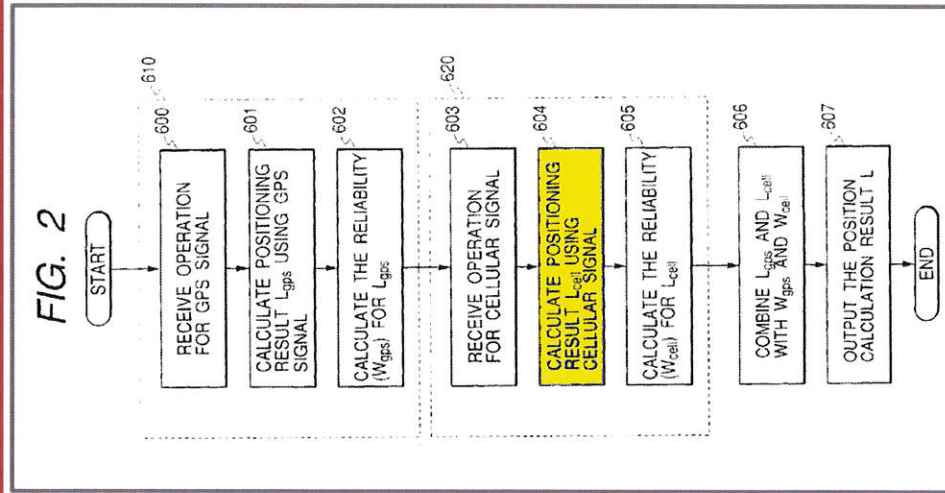 FIG. 2
START
610
600
RECEIVE OPERATION
FOR GPS SIGNAL
601
CALCULATE POSITIONING
RESULT Lgps USING GPS
SIGNAL
602
CALCULATE THE RELIABILITY
(Wgps) FOR Lgps
620
603
RECEIVE OPERATION
FOR CELLULAR SIGNAL
604
CALCULATE POSITIONING
RESULT Lcell USING
CELLULAR SIGNAL
605
CALCULATE THE RELIABILITY
(Wcell) FOR Lcell
606
COMBINE Lgps AND Lcell
WITH Wgps AND Wcell
607
OUTPUT THE POSITION
CALCULATION RESULT L
END